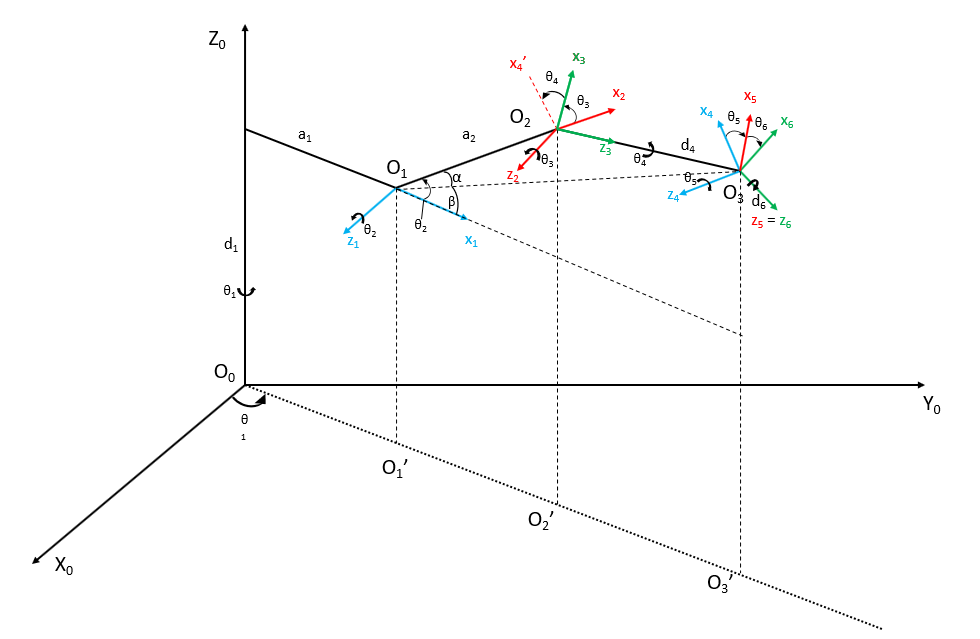 Z₀
x₄’
x₃
θ₄
θ₃
x₂
O₂
x₅
x₄
θ₅
θ₆
x₆
a₁
a₂
z₃
θ₄
d₄
θ₃
z₂
O₁
α
β
θ₂
x₁
θ₅
z₄
O₃
d₆
z₅ = z₆
θ₂
z₁
d₁
θ₁
O₀
Y₀
θ
1
O₁’
O₂’
X₀
O₃’